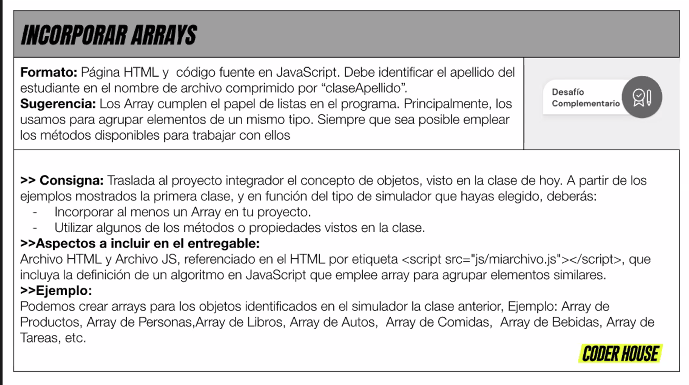 INCORPORAR ARRAYS
Formato: Página HTML y código fuente en JavaScript. Debe identificar el apellido del
estudiante en el nombre de archivo comprimido por “claseApellido”.
Sugerencia: Los Array cumplen el papel de listas en el programa. Principalmente, los
usamos para agrupar elementos de un mismo tipo. Siempre que sea posible emplear
los métodos disponibles para trabajar con ellos
Desafío
Complementario
>> Consigna: Traslada al proyecto integrador el concepto de objetos, visto en la clase de hoy. A partir de los
ejemplos mostrados la primera clase, y en función del tipo de simulador que hayas elegido, deberás:
- Incorporar al menos un Array en tu proyecto.
- Utilizar algunos de los métodos o propiedades vistos en la clase.
>>Aspectos a incluir en el entregable:
Archivo HTML y Archivo JS, referenciado en el HTML por etiqueta <script src="js/miarchivo.js"></script>, que
incluya la definición de un algoritmo en JavaScript que emplee array para agrupar elementos similares.
>>Ejemplo:
Podemos crear arrays para los objetos identificados en el simulador la clase anterior, Ejemplo: Array de
Productos, Array de Personas,Array de Libros, Array de Autos, Array de Comidas, Array de Bebidas, Array de
Tareas, etc.
CODER HOUSE